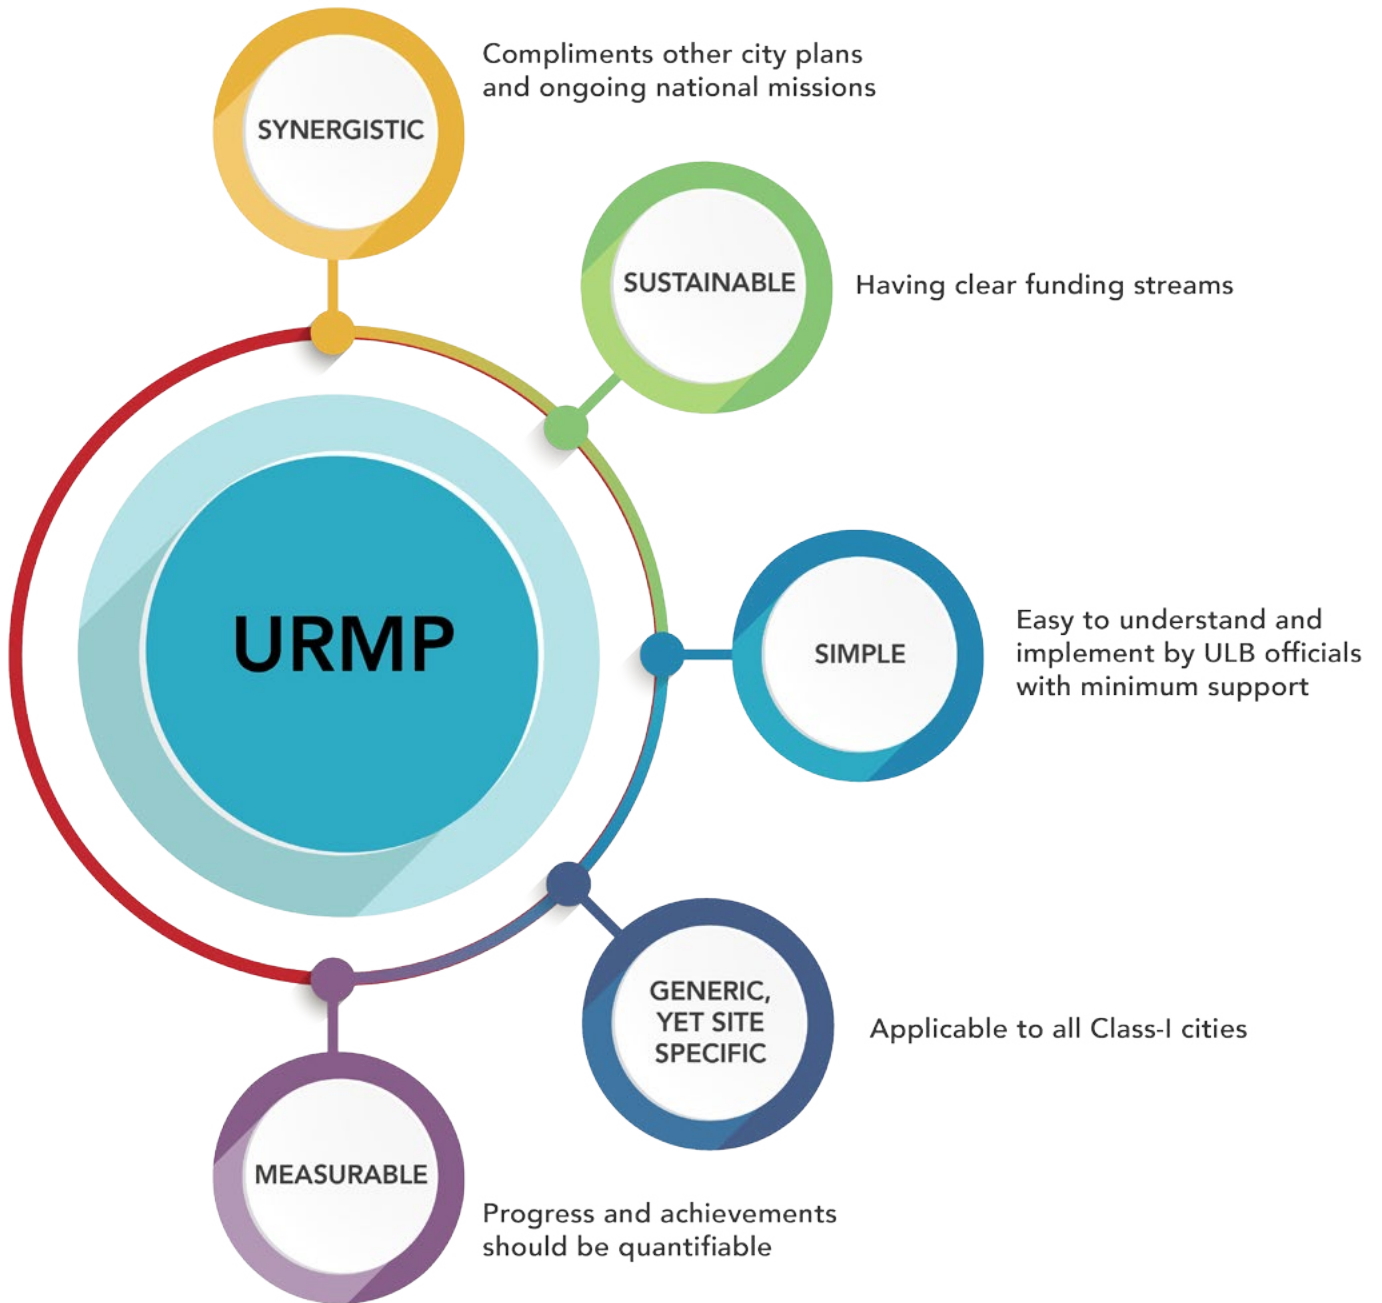 SYNERGISTIC
Compliments other city plans
and ongoing national missions
SUSTAINABLE
Having clear funding streams
URMP
SIMPLE
Easy to understand and
implement by ULB officials
with minimum support
GENERIC,
YET SITE
SPECIFIC
Applicable to all Class-I cities
MEASURABLE
Progress and achievements
should be quantifiable